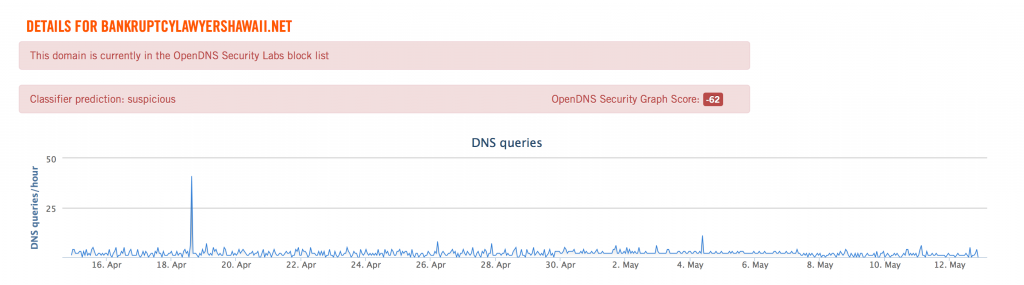 DETAILS FOR BANKRUPTCYLAWYERSHAWAII.NET
This domain is currently in the OpenDNS Security Labs block list
Classifier prediction: suspicious OpenDNS Security Graph Score: -62
DNS queries
DNS queries/hour
50
25
16. Apr 18. Apr 20. Apr 22. Apr 24. Apr 26. Apr 28. Apr 30. Apr 2. May 4. May 6. May 8. May 10. May 12. May